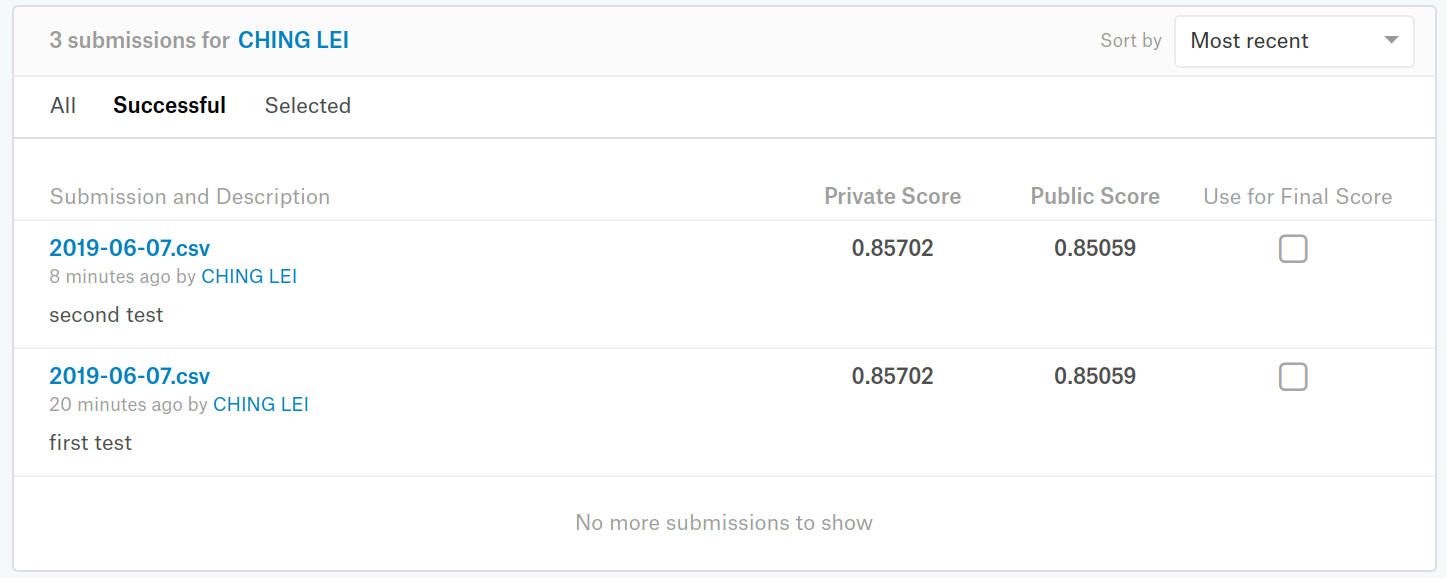 3 submissions for CHING LEI
Sort by Most recent
All Successful Selected
Submission and Description Private Score Public Score Use for Final Score
2019-06-07.csv 0.85702 0.85059
8 minutes ago by CHING LEI
second test
2019-06-07.csv 0.85702 0.85059
20 minutes ago by CHING LEI
first test
No more submissions to show